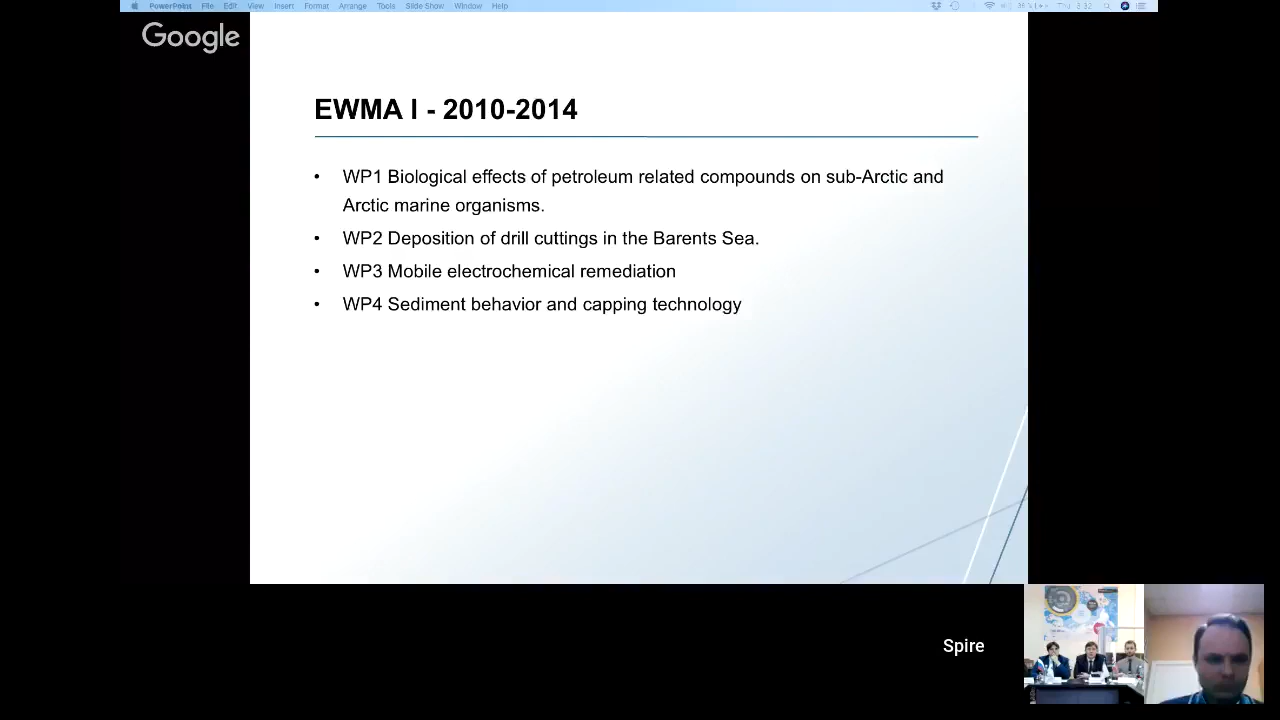 PowerPoint File Edit View Insert Format Arrange Tools Slide Show Window Help
Google
EWMA I - 2010-2014
• WP1 Biological effects of petroleum related compounds on sub-Arctic and
Arctic marine organisms.
• WP2 Deposition of drill cuttings in the Barents Sea.
• WP3 Mobile electrochemical remediation
• WP4 Sediment behavior and capping technology
Spire